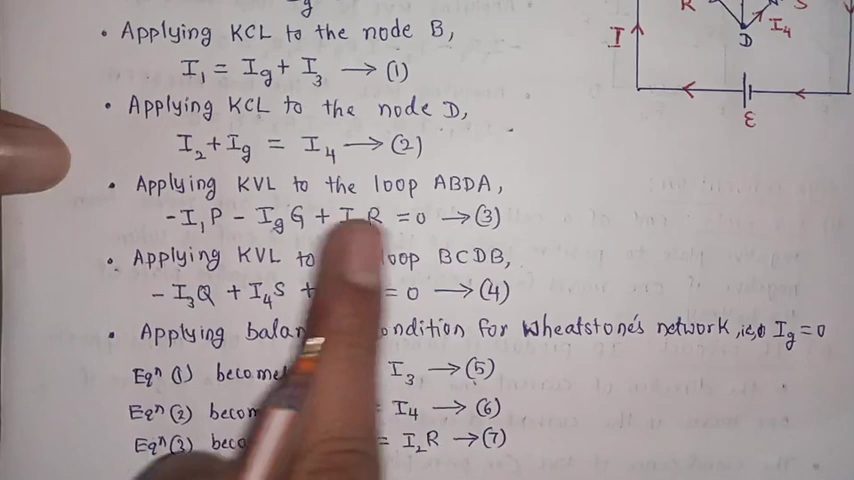 g
• Applying KCL to the node B,
I₁ = Ig + I₃ → (1)
• Applying KCL to the node D,
I₂ + Ig = I₄ → (2)
• Applying KVL to the loop ABDA,
-I₁P - IgG + I R = 0 → (3)
• Applying KVL to loop BCDB,
-I₃Q + I₄S + = 0 → (4)
• Applying condition for Wheatstone's network, i.e., Ig = 0
Eqⁿ (1) I₃ → (5)
Eqⁿ (2) = I₄ → (6)
Eqⁿ (3) = I₂R → (7)
R
S
I
D
I₄
ε